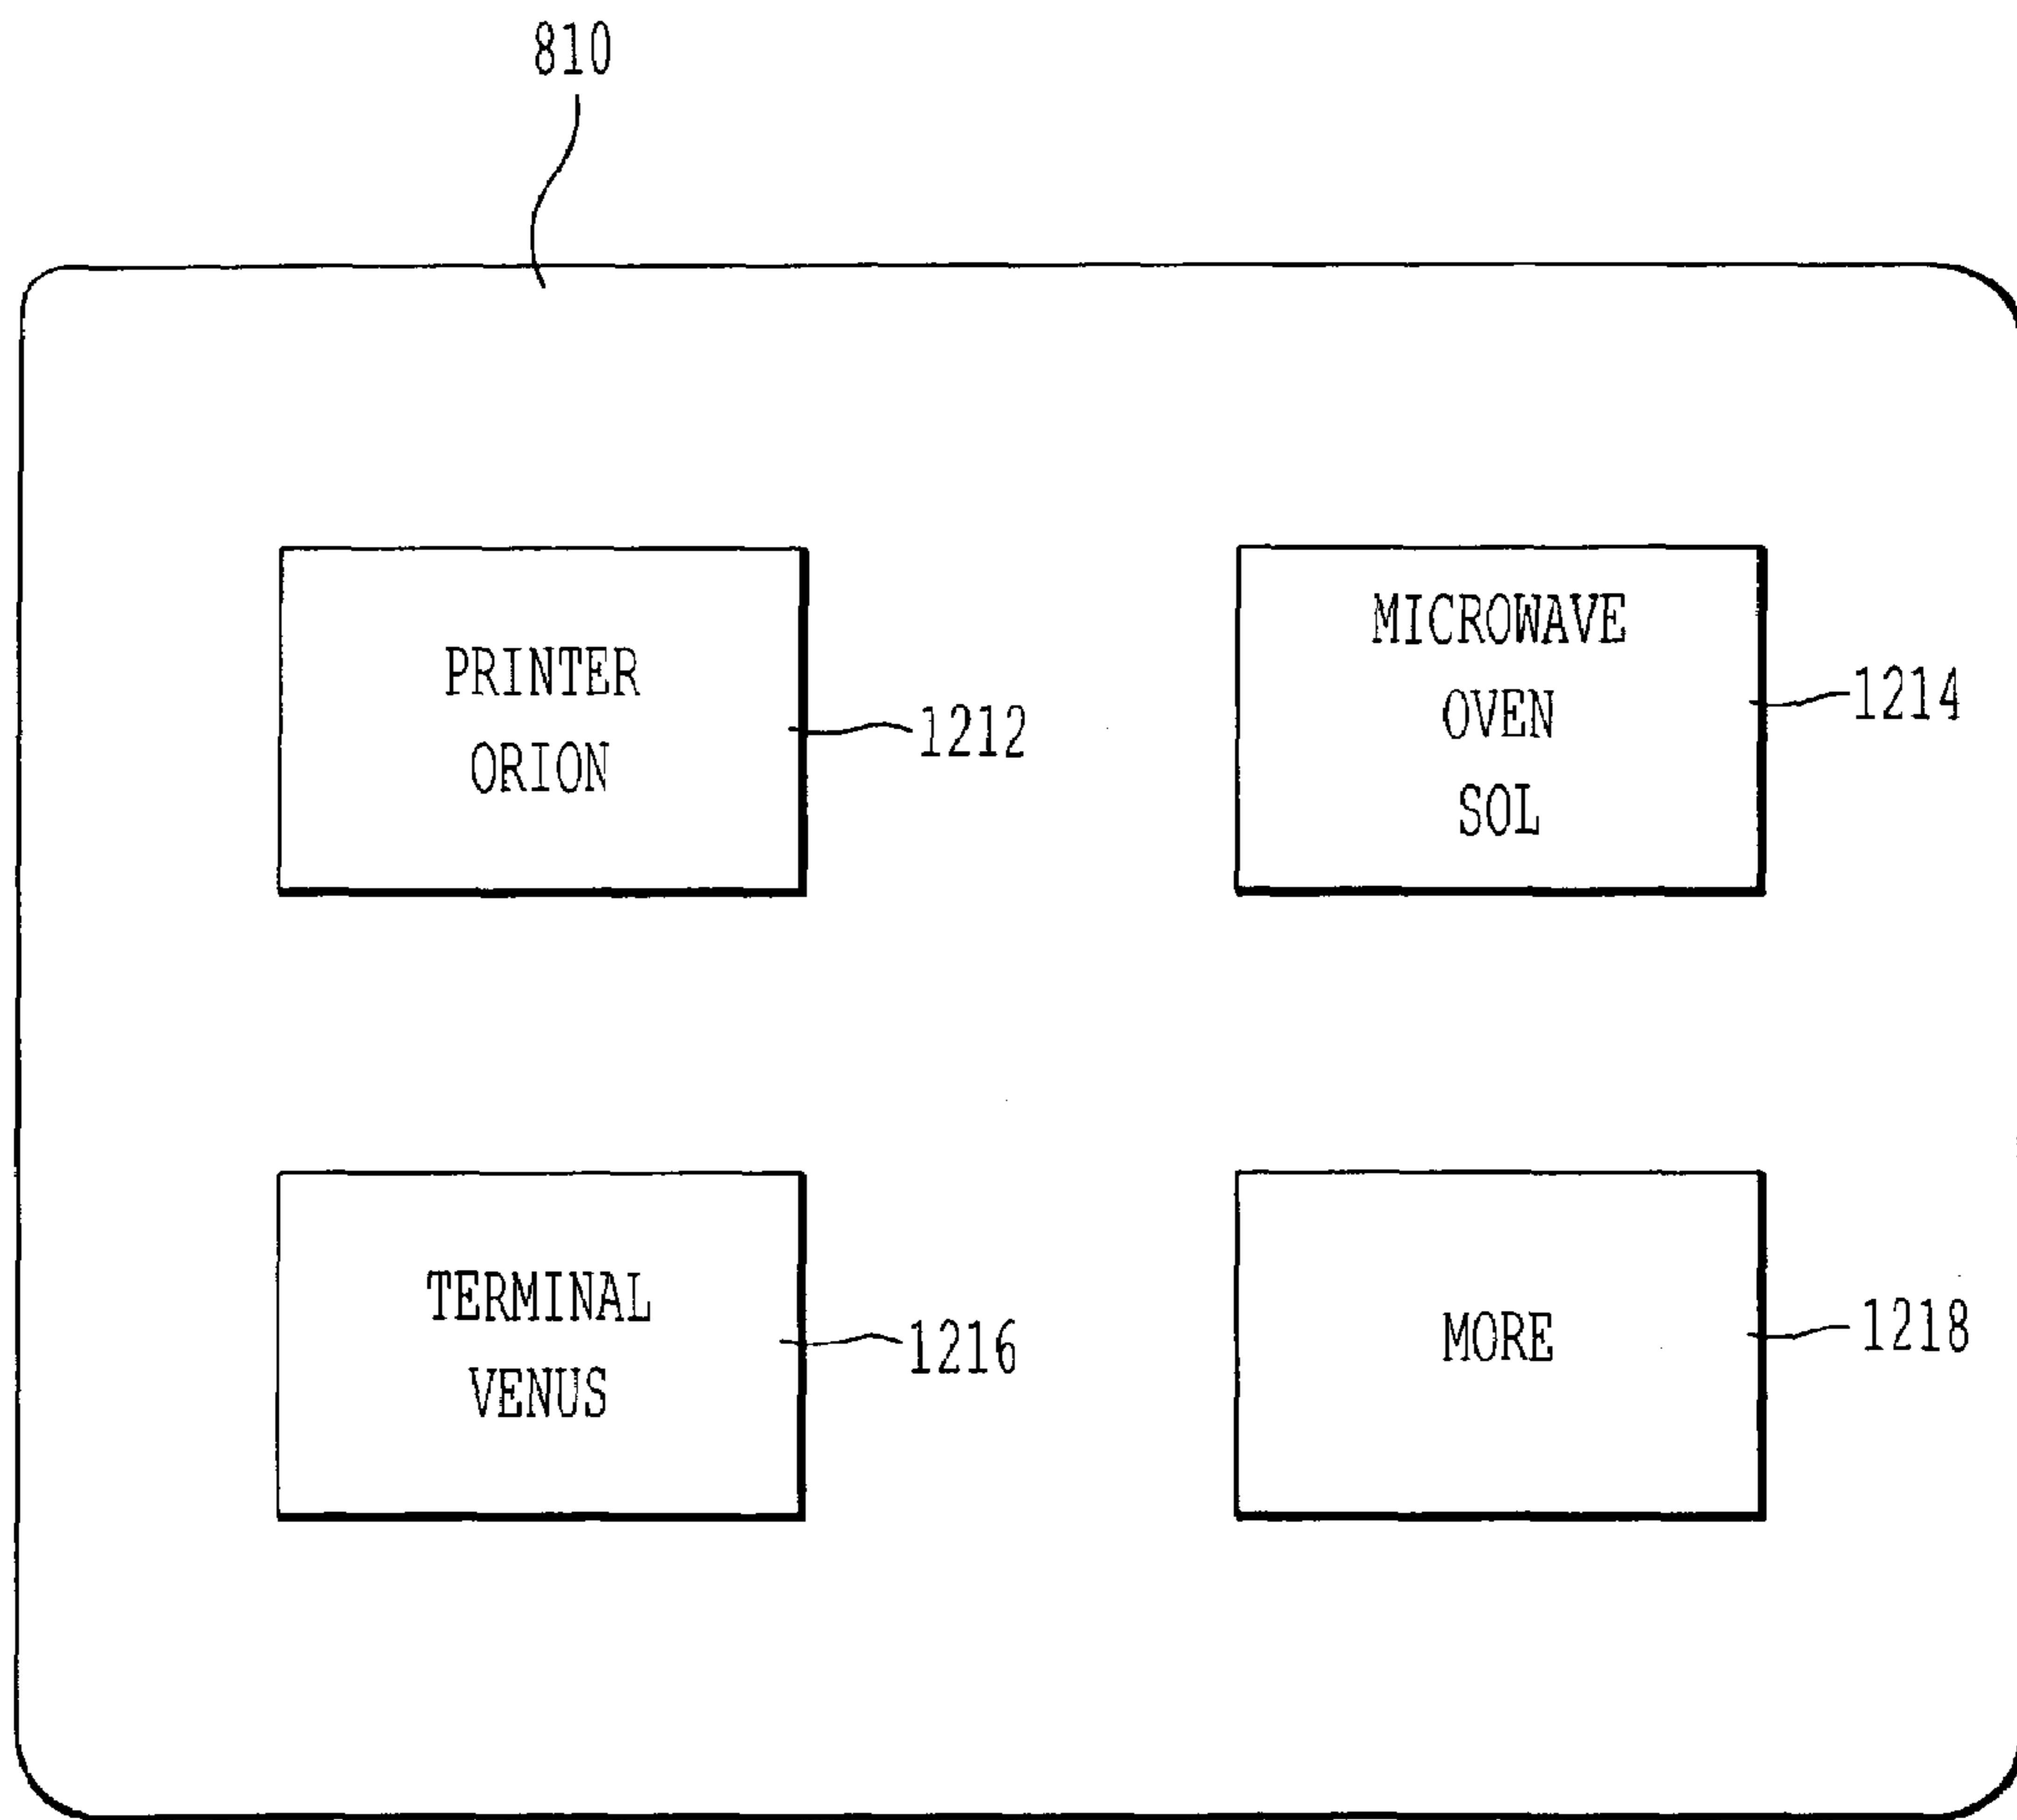 810
PRINTER
ORION
1212
MICROWAVE
OVEN
SOL
1214
TERMINAL
VENUS
1216
MORE
1218